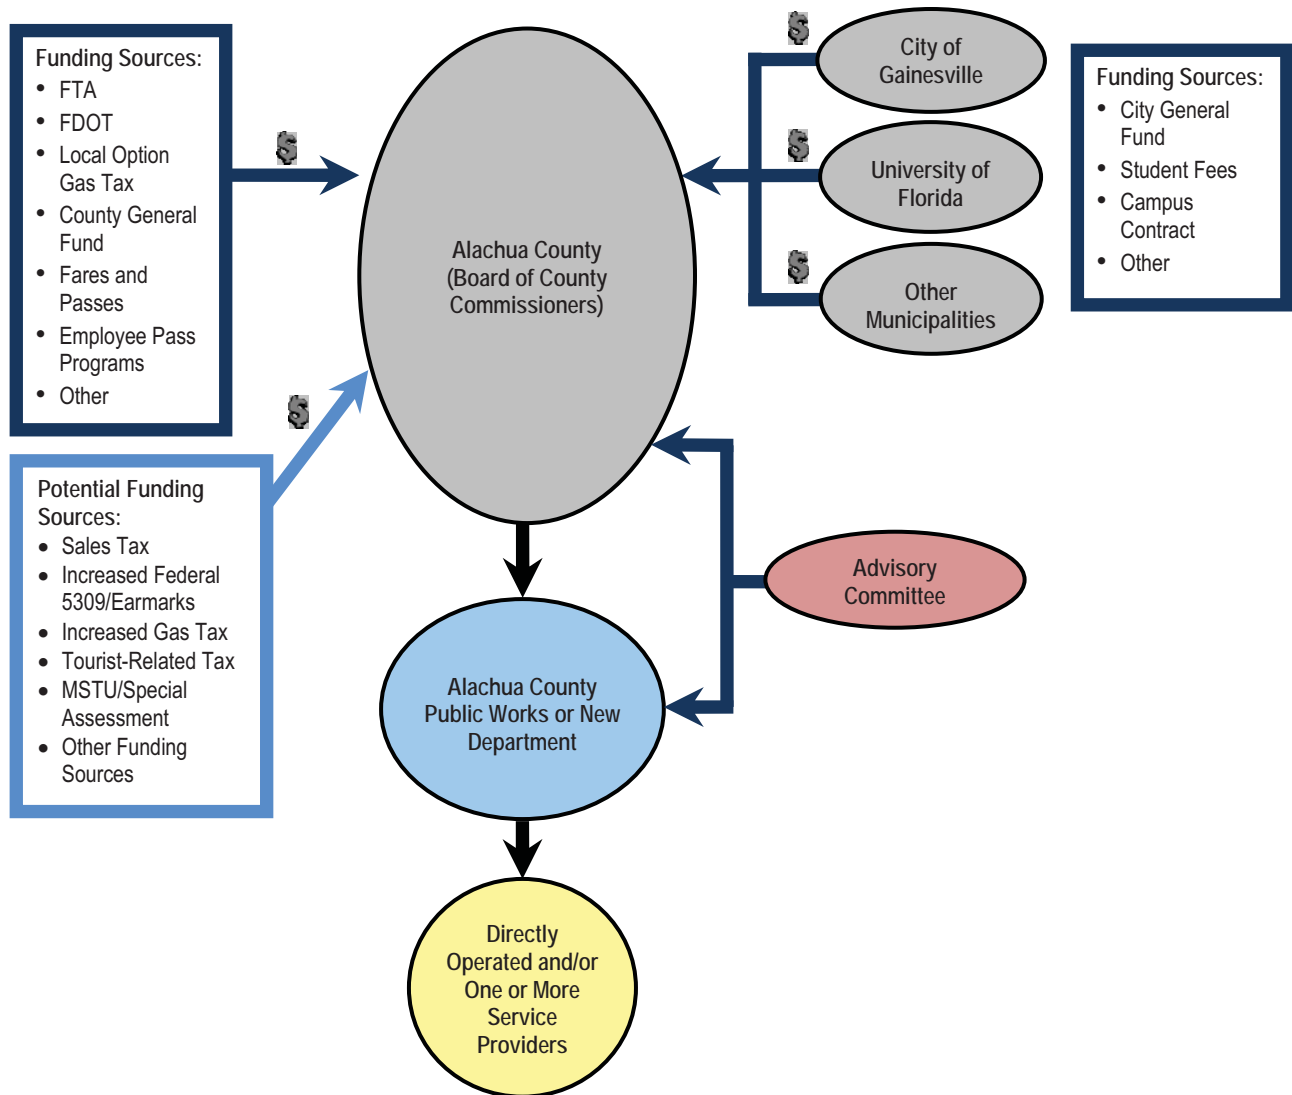 Funding Sources:
• FTA
• FDOT
• Local Option
Gas Tax
• County General
Fund
• Fares and
Passes
• Employee Pass
Programs
• Other
Potential Funding
Sources:
• Sales Tax
• Increased Federal
5309/Earmarks
• Increased Gas Tax
• Tourist-Related Tax
• MSTU/Special
Assessment
• Other Funding
Sources
$
$
Alachua County
(Board of County
Commissioners)
$
City of
Gainesville
$
University of
Florida
$
Other
Municipalities
Funding Sources:
• City General
Fund
• Student Fees
• Campus
Contract
• Other
Advisory
Committee
Alachua County
Public Works or New
Department
Directly
Operated and/or
One or More
Service
Providers